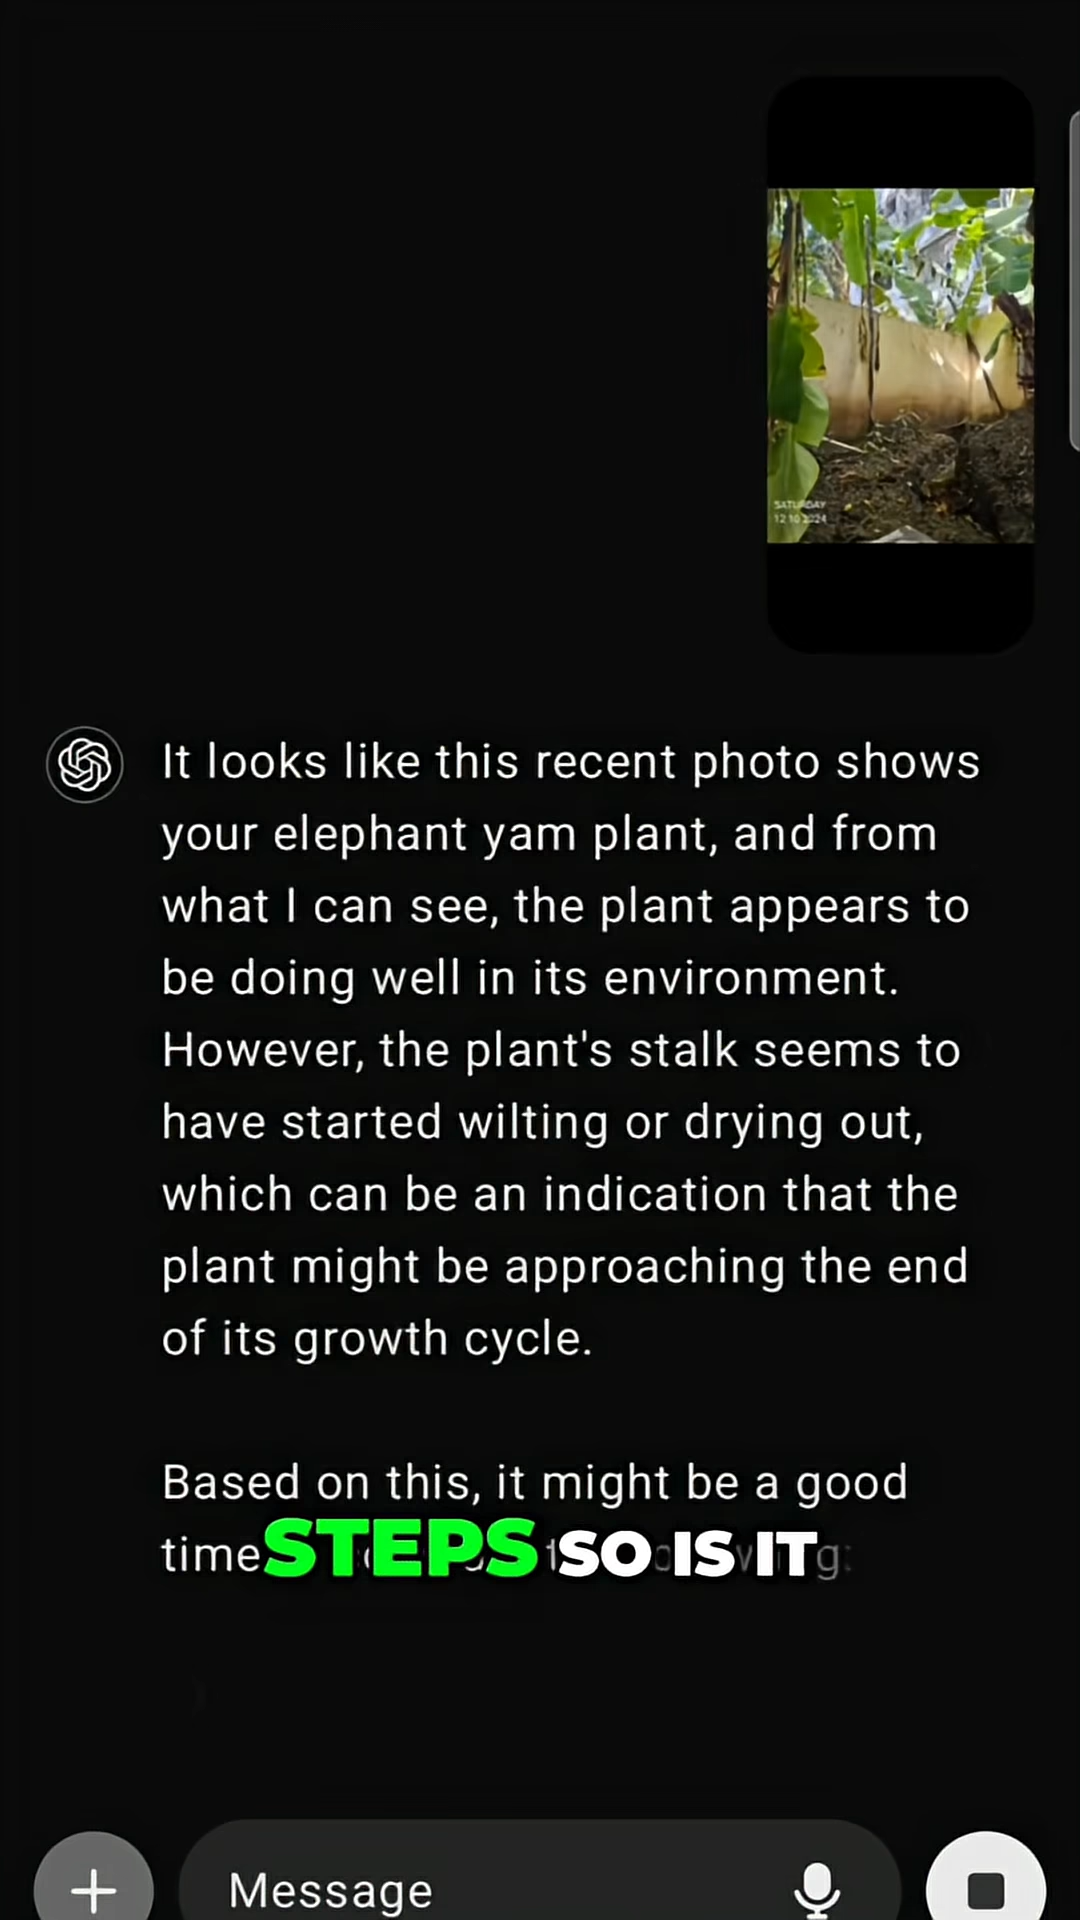 SATURDAY
12 10 2024
It looks like this recent photo shows
your elephant yam plant, and from
what I can see, the plant appears to
be doing well in its environment.
However, the plant's stalk seems to
have started wilting or drying out,
which can be an indication that the
plant might be approaching the end
of its growth cycle.
Based on this, it might be a good
time
STEPS SO IS IT
Message